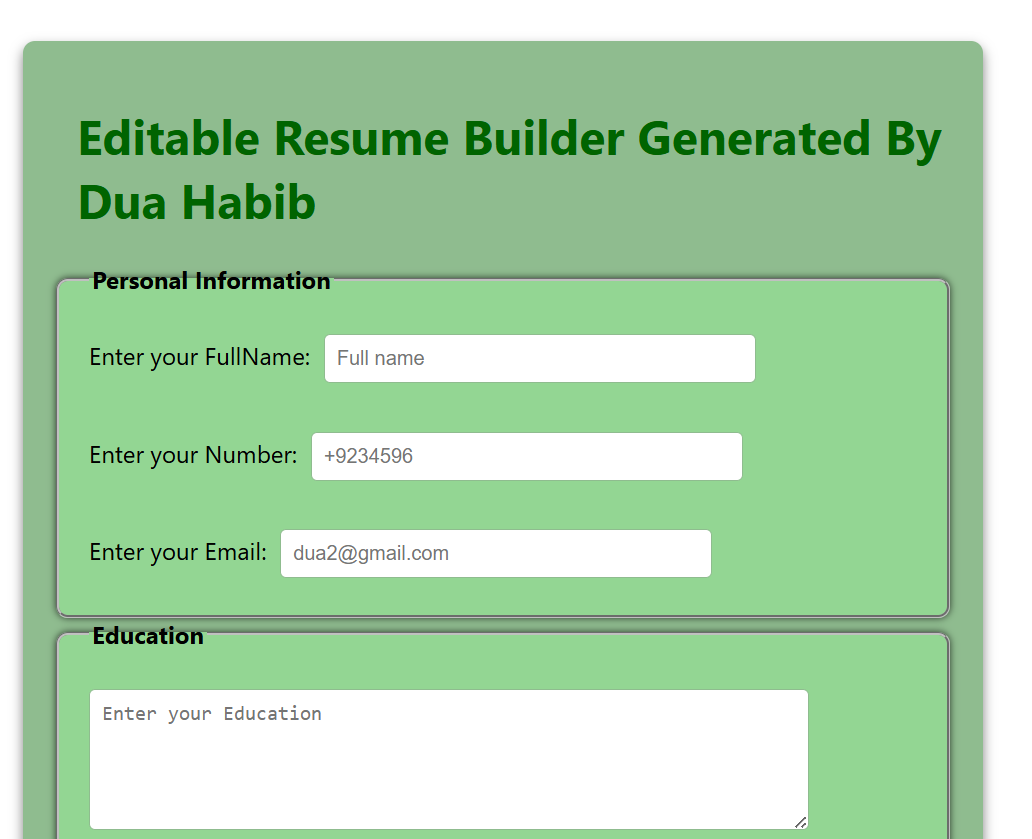 Editable Resume Builder Generated By
Dua Habib
Personal Information
Enter your FullName: Full name
Enter your Number: +9234596
Enter your Email: dua2@gmail.com
Education
Enter your Education